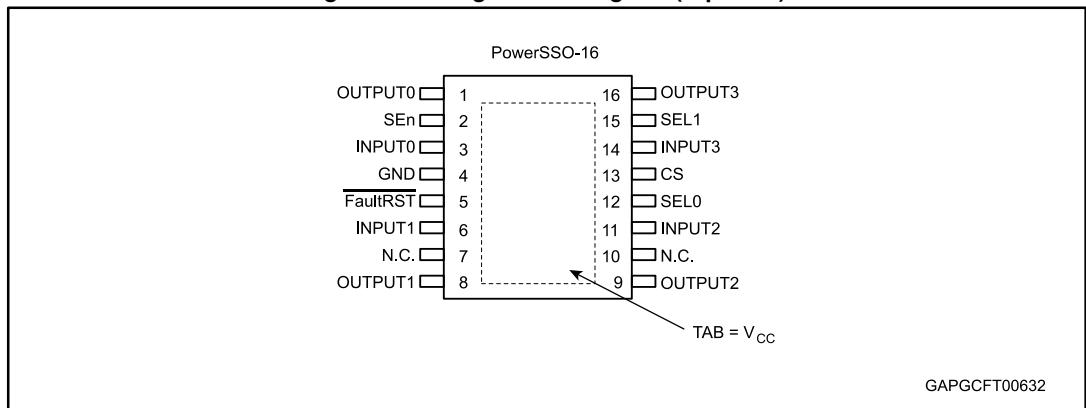 PowerSSO-16
OUTPUT0 1 16 OUTPUT3
SEn 2 15 SEL1
INPUT0 3 14 INPUT3
GND 4 13 CS
FaultRST 5 12 SEL0
INPUT1 6 11 INPUT2
N.C. 7 10 N.C.
OUTPUT1 8 9 OUTPUT2
TAB = VCC
GAPGCFT00632